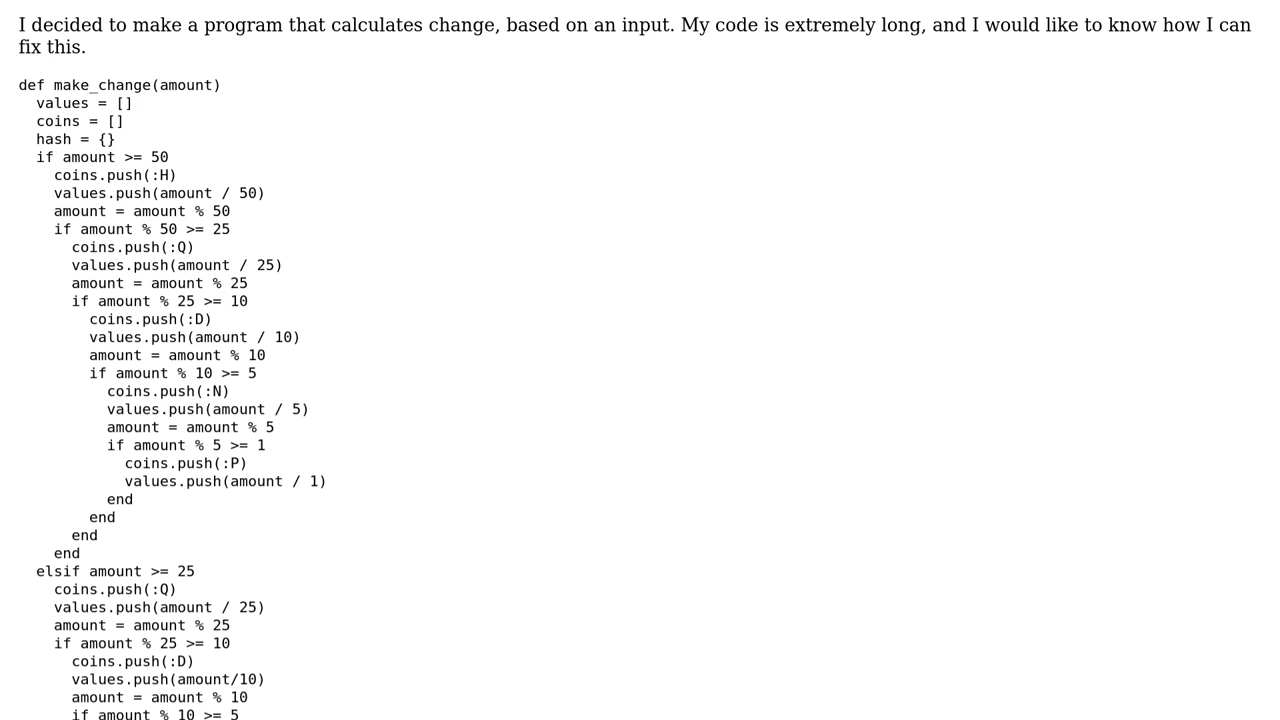 I decided to make a program that calculates change, based on an input. My code is extremely long, and I would like to know how I can
fix this.
def make_change(amount)
  values = []
  coins = []
  hash = {}
  if amount >= 50
    coins.push(:H)
    values.push(amount / 50)
    amount = amount % 50
    if amount % 50 >= 25
      coins.push(:Q)
      values.push(amount / 25)
      amount = amount % 25
      if amount % 25 >= 10
        coins.push(:D)
        values.push(amount / 10)
        amount = amount % 10
        if amount % 10 >= 5
          coins.push(:N)
          values.push(amount / 5)
          amount = amount % 5
          if amount % 5 >= 1
            coins.push(:P)
            values.push(amount / 1)
          end
        end
      end
    end
  elsif amount >= 25
    coins.push(:Q)
    values.push(amount / 25)
    amount = amount % 25
    if amount % 25 >= 10
      coins.push(:D)
      values.push(amount/10)
      amount = amount % 10
      if amount % 10 >= 5